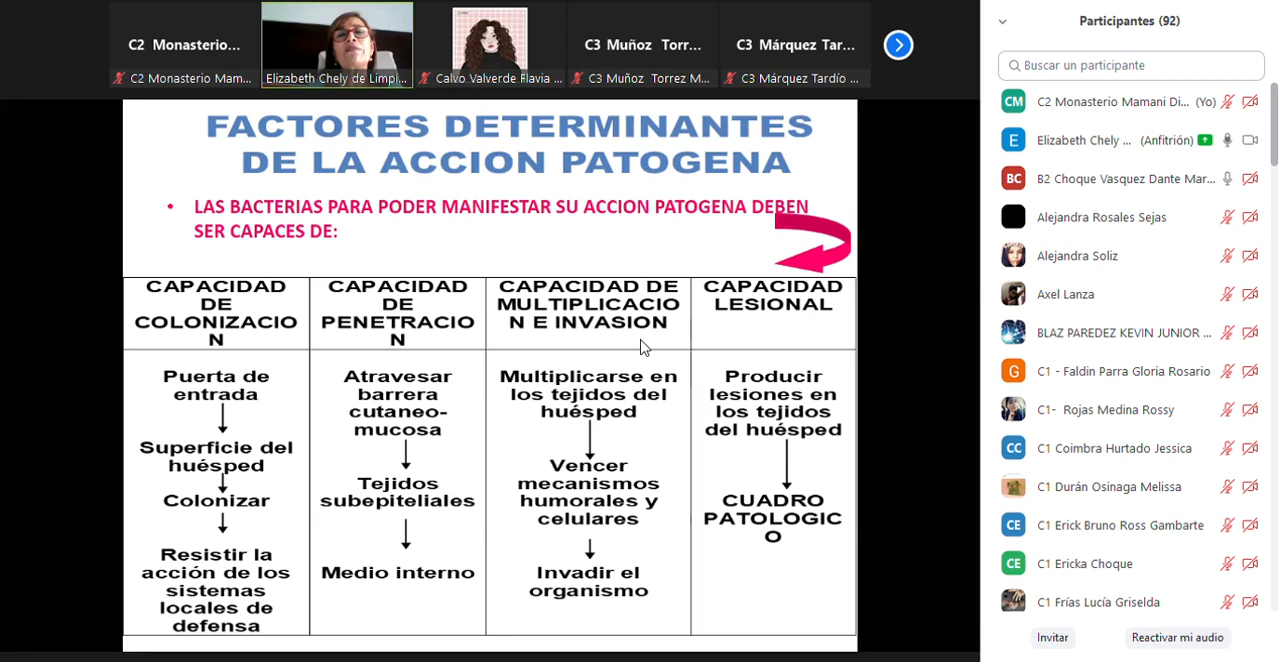 C2 Monasterio...
C3 Muñoz Torr...
C3 Márquez Tar...
C2 Monasterio Mam...
Elizabeth Chely de Limpi...
Calvo Valverde Flavia ...
C3 Muñoz Torrez M...
C3 Márquez Tardío ...
FACTORES DETERMINANTES
DE LA ACCION PATOGENA
• LAS BACTERIAS PARA PODER MANIFESTAR SU ACCION PATOGENA DEBEN
SER CAPACES DE:
CAPACIDAD
DE
COLONIZACIO
N
Puerta de
entrada
Superficie del
huésped
Colonizar
Resistir la
acción de los
sistemas
locales de
defensa
CAPACIDAD
DE
PENETRACIO
N
Atravesar
barrera
cutaneo-
mucosa
Tejidos
subepiteliales
Medio interno
CAPACIDAD DE
MULTIPLICACIO
N E INVASION
Multiplicarse en
los tejidos del
huésped
Vencer
mecanismos
humorales y
celulares
Invadir el
organismo
CAPACIDAD
LESIONAL
Producir
lesiones en
los tejidos
del huésped
CUADRO
PATOLOGIC
O
Participantes (92)
Buscar un participante
CM C2 Monasterio Mamani Di... (Yo)
E Elizabeth Chely ... (Anfitrión)
BC B2 Choque Vasquez Dante Mar...
Alejandra Rosales Sejas
Alejandra Soliz
Axel Lanza
BLAZ PAREDEZ KEVIN JUNIOR ...
G C1 - Faldin Parra Gloria Rosario
C1- Rojas Medina Rossy
CC C1 Coimbra Hurtado Jessica
C1 Durán Osinaga Melissa
CE C1 Erick Bruno Ross Gambarte
CE C1 Ericka Choque
C1 Frías Lucía Griselda
Invitar
Reactivar mi audio